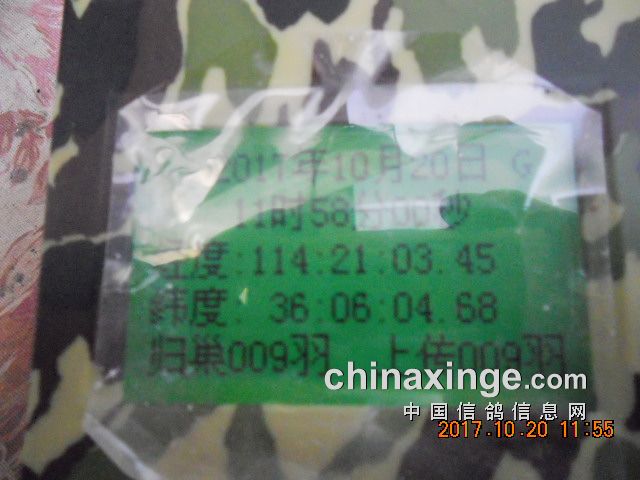 2017年10月20日 G
11时58分00秒
经度:114:21:03.45
纬度: 36:06:04.68
归巢009羽 上传009羽
chinaxinge.com
中国信鸽信息网
2017.10.20 11:55